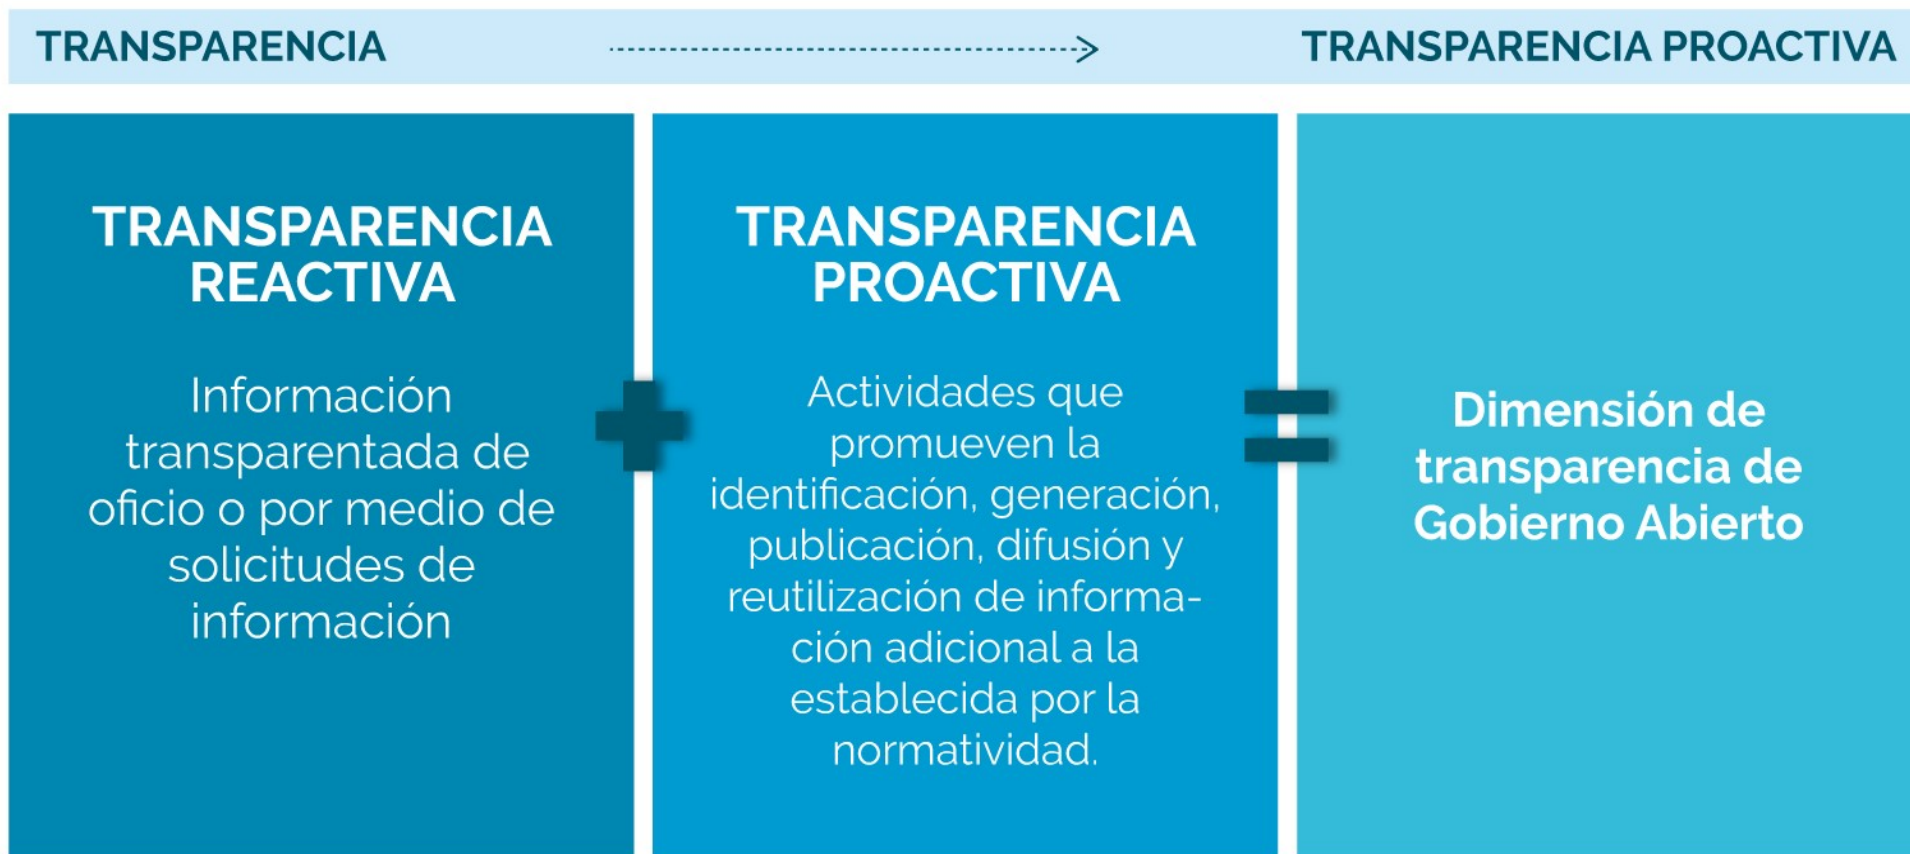 TRANSPARENCIA
TRANSPARENCIA PROACTIVA
TRANSPARENCIA
REACTIVA
Información
transparentada de
oficio o por medio de
solicitudes de
información
TRANSPARENCIA
PROACTIVA
Actividades que
promueven la
identificación, generación,
publicación, difusión y
reutilización de informa-
ción adicional a la
establecida por la
normatividad.
Dimensión de
transparencia de
Gobierno Abierto